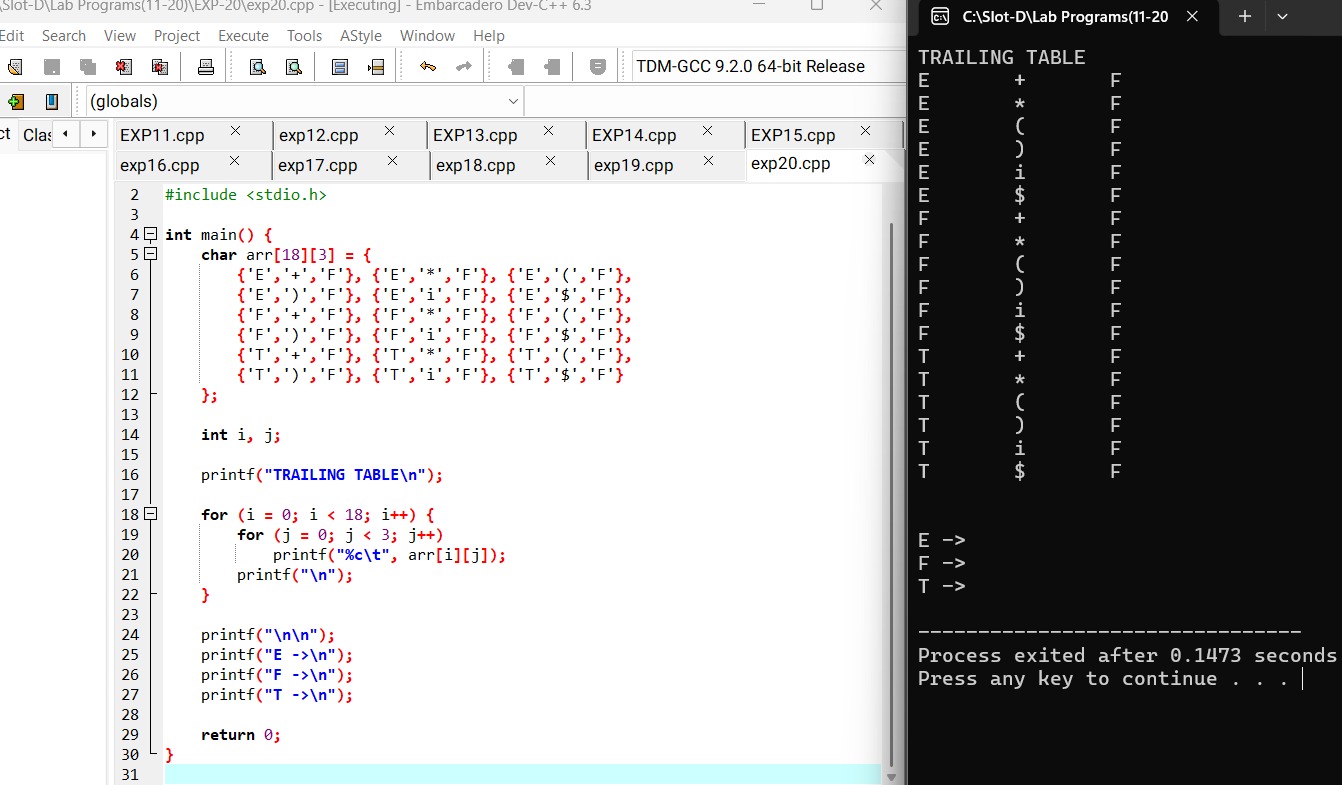 \Slot-D\Lab Programs(11-20)\EXP-20\exp20.cpp - [Executing] - Embarcadero Dev-C++ 6.3
Edit Search View Project Execute Tools AStyle Window Help
TDM-GCC 9.2.0 64-bit Release
(globals)
EXP11.cpp exp12.cpp EXP13.cpp EXP14.cpp EXP15.cpp
exp16.cpp exp17.cpp exp18.cpp exp19.cpp exp20.cpp
2 #include <stdio.h>
3
4 int main() {
5     char arr[18][3] = {
6         {'E','+','F'}, {'E','*','F'}, {'E','(','F'},
7         {'E',')','F'}, {'E','i','F'}, {'E','$','F'},
8         {'F','+','F'}, {'F','*','F'}, {'F','(','F'},
9         {'F',')','F'}, {'F','i','F'}, {'F','$','F'},
10         {'T','+','F'}, {'T','*','F'}, {'T','(','F'},
11         {'T',')','F'}, {'T','i','F'}, {'T','$','F'}
12     };
13
14     int i, j;
15
16     printf("TRAILING TABLE\n");
17
18     for (i = 0; i < 18; i++) {
19         for (j = 0; j < 3; j++)
20             printf("%c\t", arr[i][j]);
21         printf("\n");
22     }
23
24     printf("\n\n");
25     printf("E ->\n");
26     printf("F ->\n");
27     printf("T ->\n");
28
29     return 0;
30 }
31
C:\Slot-D\Lab Programs(11-20
TRAILING TABLE
E + F
E * F
E ( F
E ) F
E i F
E $ F
F + F
F * F
F ( F
F ) F
F i F
F $ F
T + F
T * F
T ( F
T ) F
T i F
T $ F
E ->
F ->
T ->
--------------------------------
Process exited after 0.1473 seconds
Press any key to continue . . .